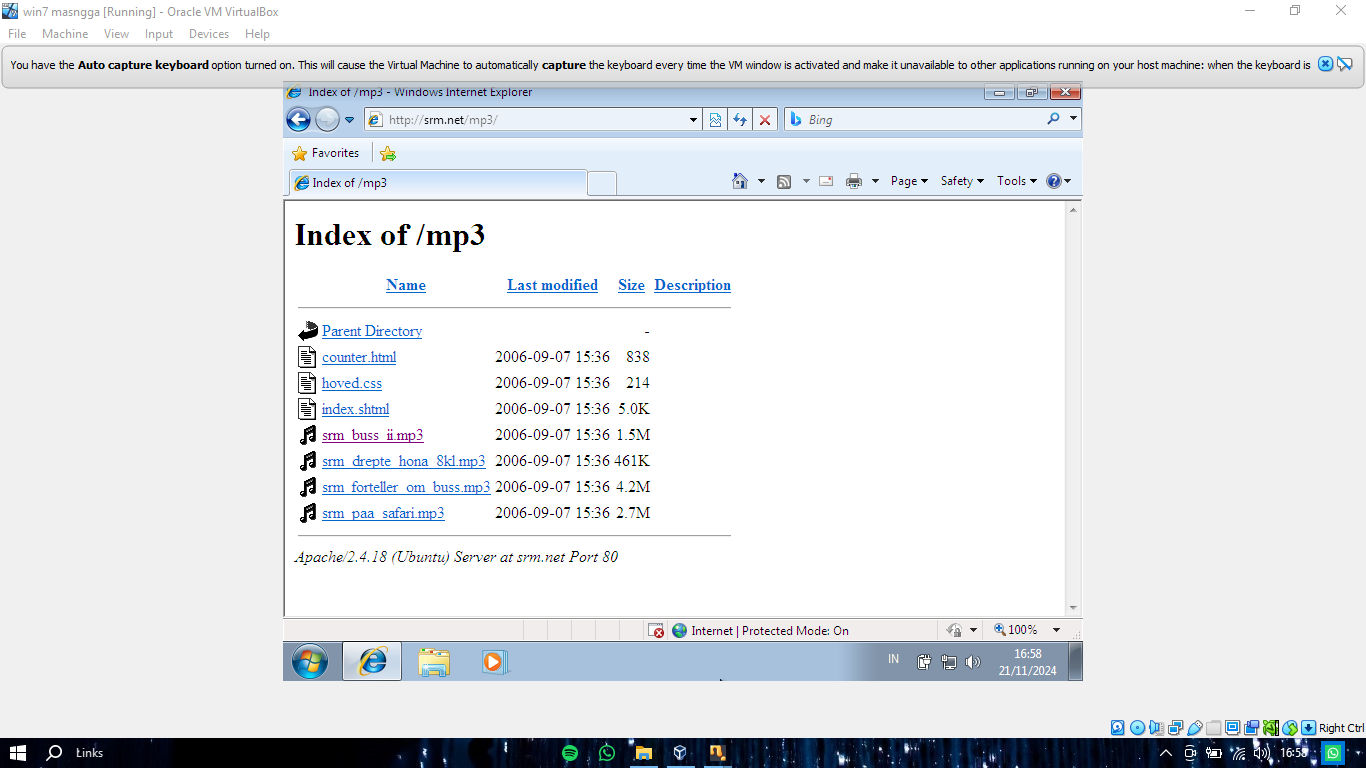 win7 masngga [Running] - Oracle VM VirtualBox
File Machine View Input Devices Help
You have the Auto capture keyboard option turned on. This will cause the Virtual Machine to automatically capture the keyboard every time the VM window is activated and make it unavailable to other applications running on your host machine: when the keyboard is
Index of /mp3 - Windows Internet Explorer
http://srm.net/mp3/
Bing
Favorites
Index of /mp3
Page Safety Tools
Index of /mp3
Name Last modified Size Description
Parent Directory -
counter.html 2006-09-07 15:36 838
hoved.css 2006-09-07 15:36 214
index.shtml 2006-09-07 15:36 5.0K
srm_buss_ii.mp3 2006-09-07 15:36 1.5M
srm_drepte_hona_8kl.mp3 2006-09-07 15:36 461K
srm_forteller_om_buss.mp3 2006-09-07 15:36 4.2M
srm_paa_safari.mp3 2006-09-07 15:36 2.7M
Apache/2.4.18 (Ubuntu) Server at srm.net Port 80
Internet | Protected Mode: On
100%
IN
16:58
21/11/2024
Right Ctrl
Łinks
16:58